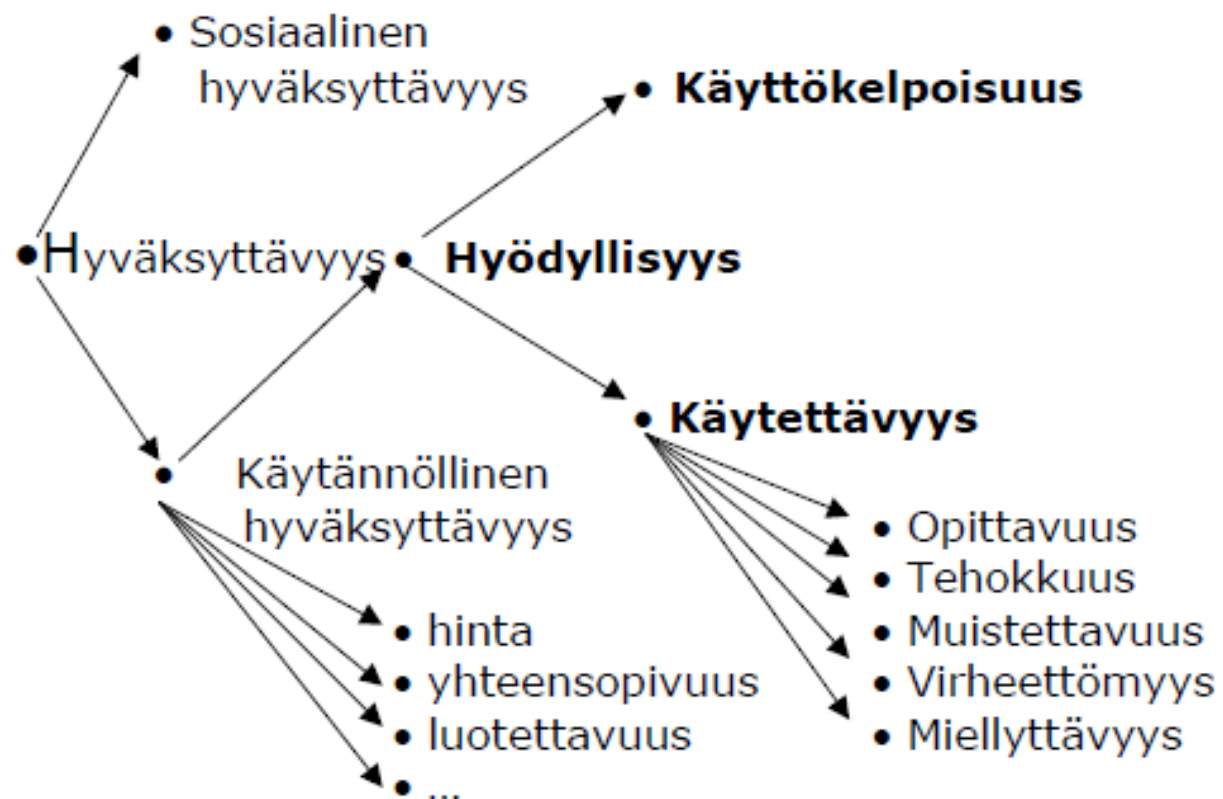 • Sosiaalinen
hyväksyttävyys
• Käyttökelpoisuus
•Hyväksyttävyys
• Hyödyllisyys
• Käytettävyys
• Käytännöllinen
hyväksyttävyys
• hinta
• yhteensopivuus
• luotettavuus
• ...
• Opittavuus
• Tehokkuus
• Muistettavuus
• Virheettömyys
• Miellyttävyys